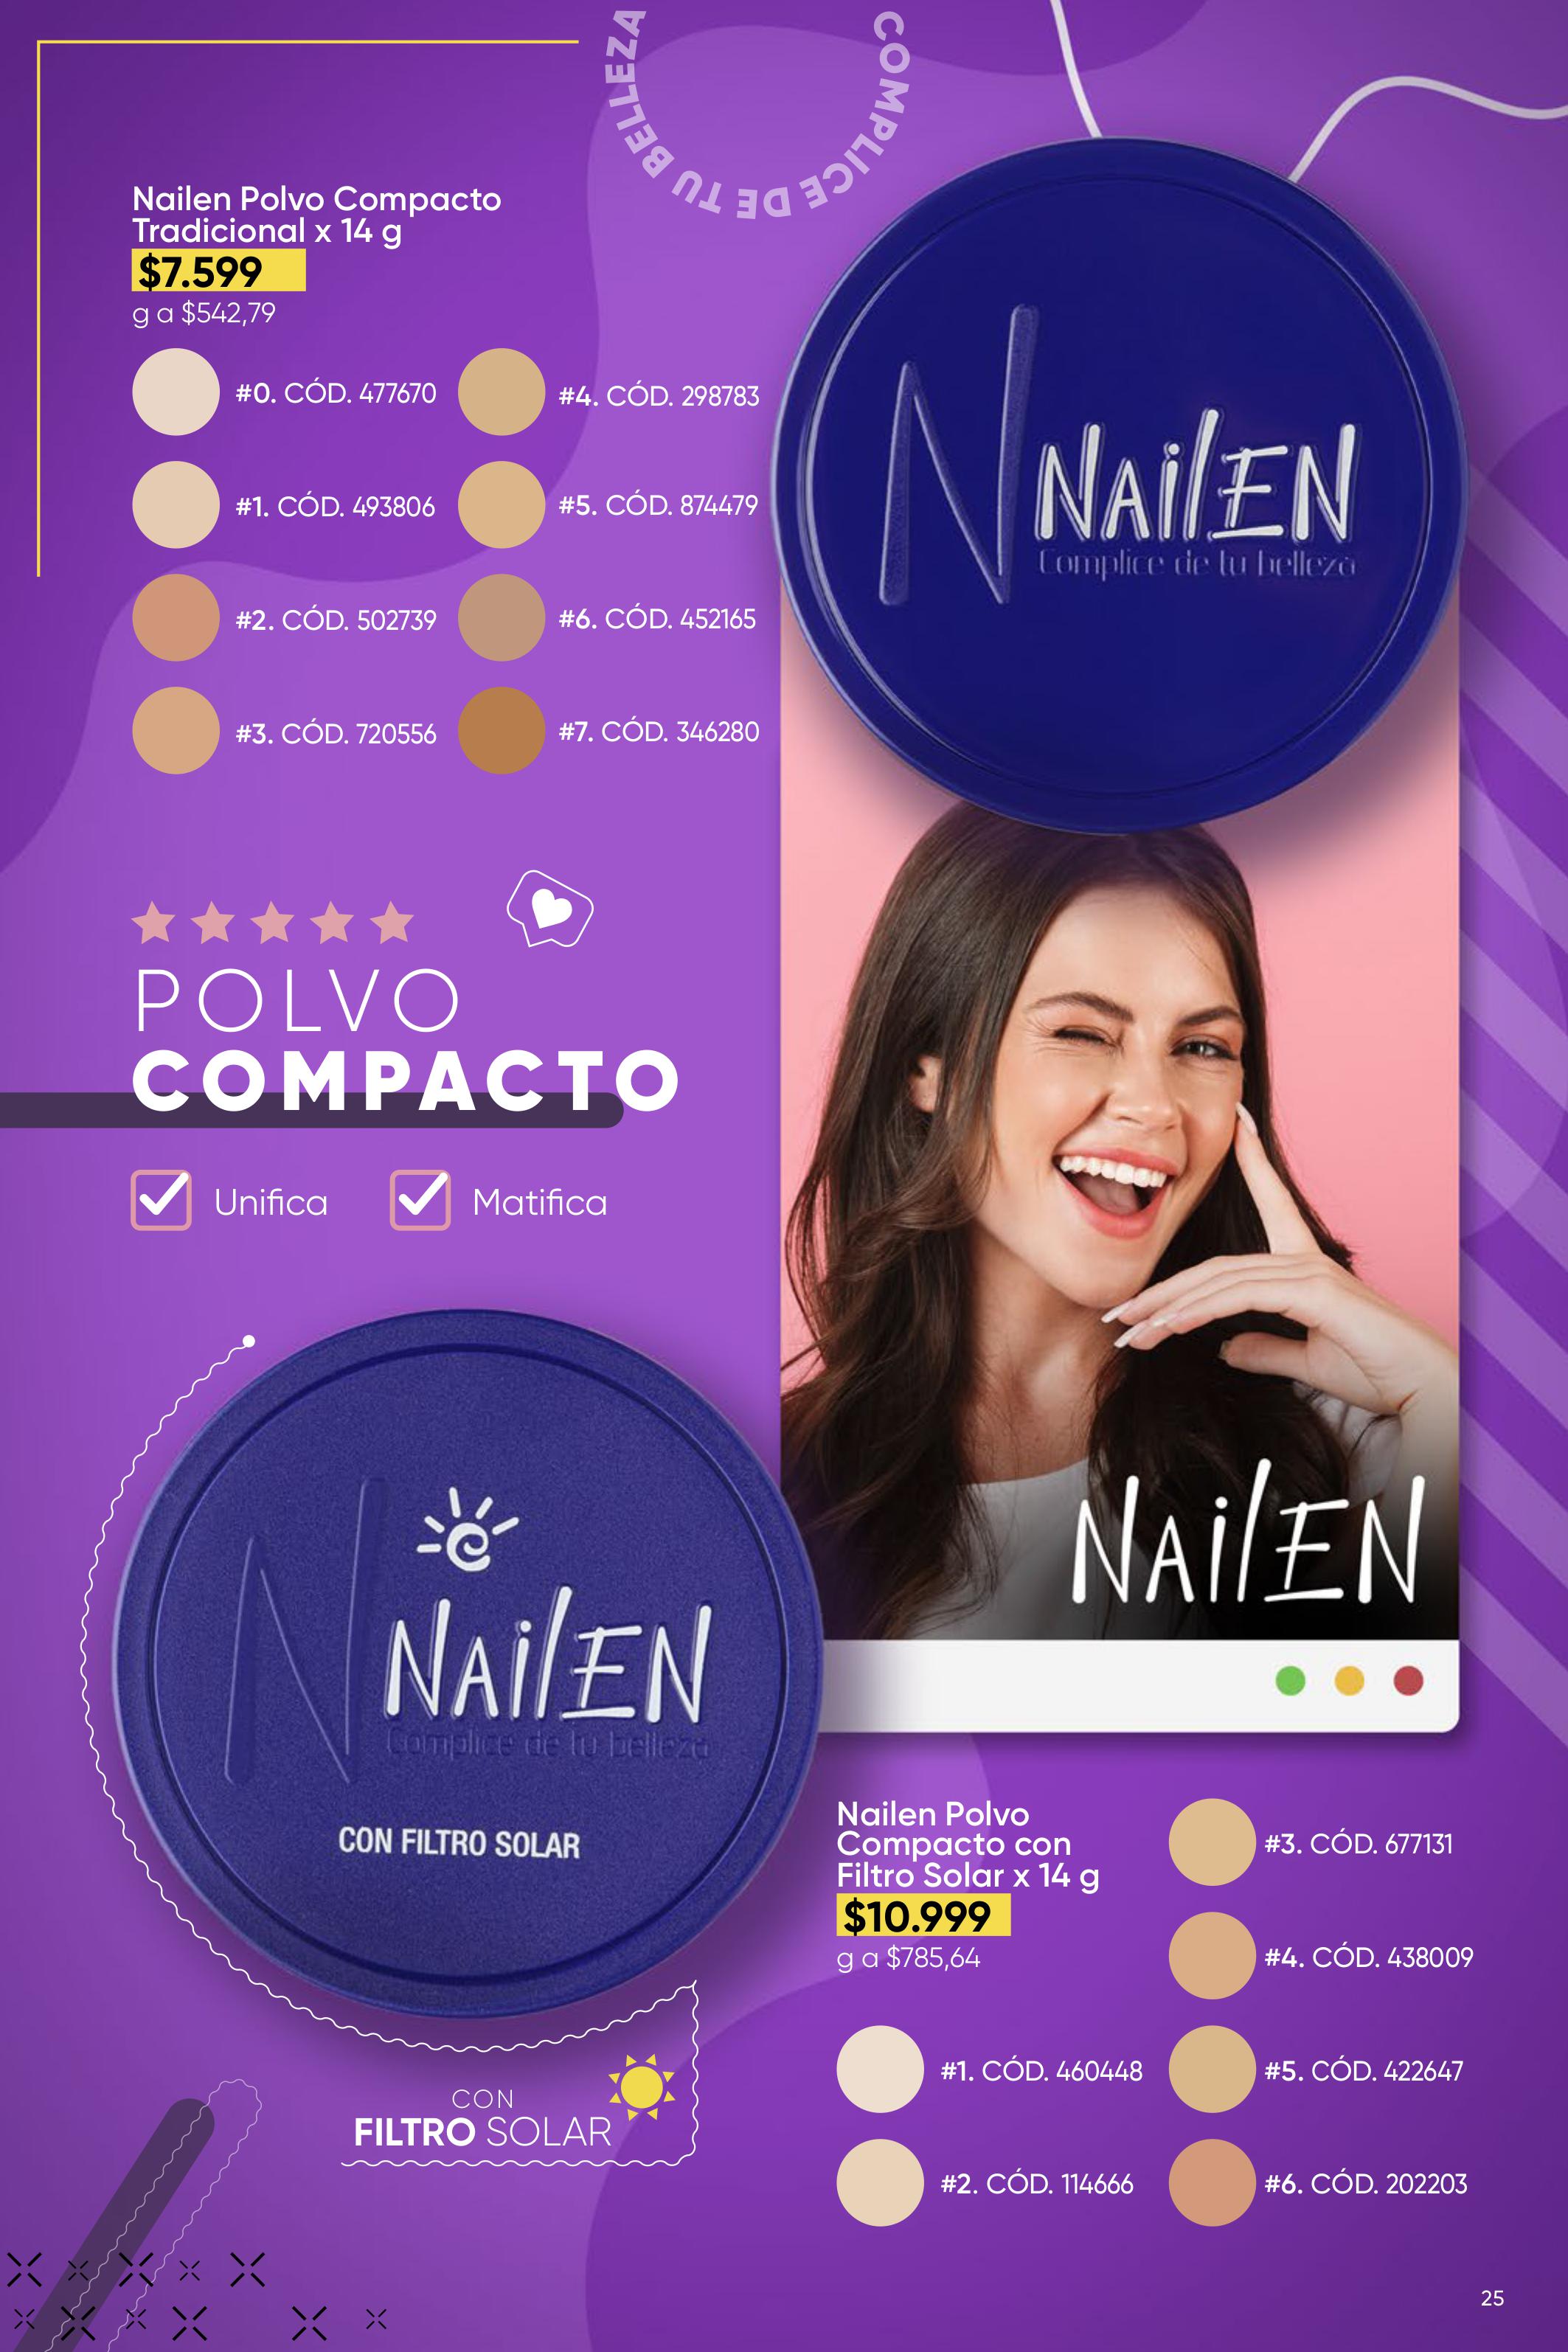 COMPLICE DE TU BELLEZA
Nailen Polvo Compacto
Tradicional x 14 g
$7.599
g a $542,79
#0. CÓD. 477670
#4. CÓD. 298783
#1. CÓD. 493806
#5. CÓD. 874479
#2. CÓD. 502739
#6. CÓD. 452165
#3. CÓD. 720556
#7. CÓD. 346280
N NAilEN
Complice de tu belleza
POLVO
COMPACTO
Unifica
Matifica
NAilEN
N NAilEN
Complice de tu belleza
CON FILTRO SOLAR
CON
FILTRO SOLAR
Nailen Polvo
Compacto con
Filtro Solar x 14 g
$10.999
g a $785,64
#3. CÓD. 677131
#4. CÓD. 438009
#1. CÓD. 460448
#5. CÓD. 422647
#2. CÓD. 114666
#6. CÓD. 202203
25